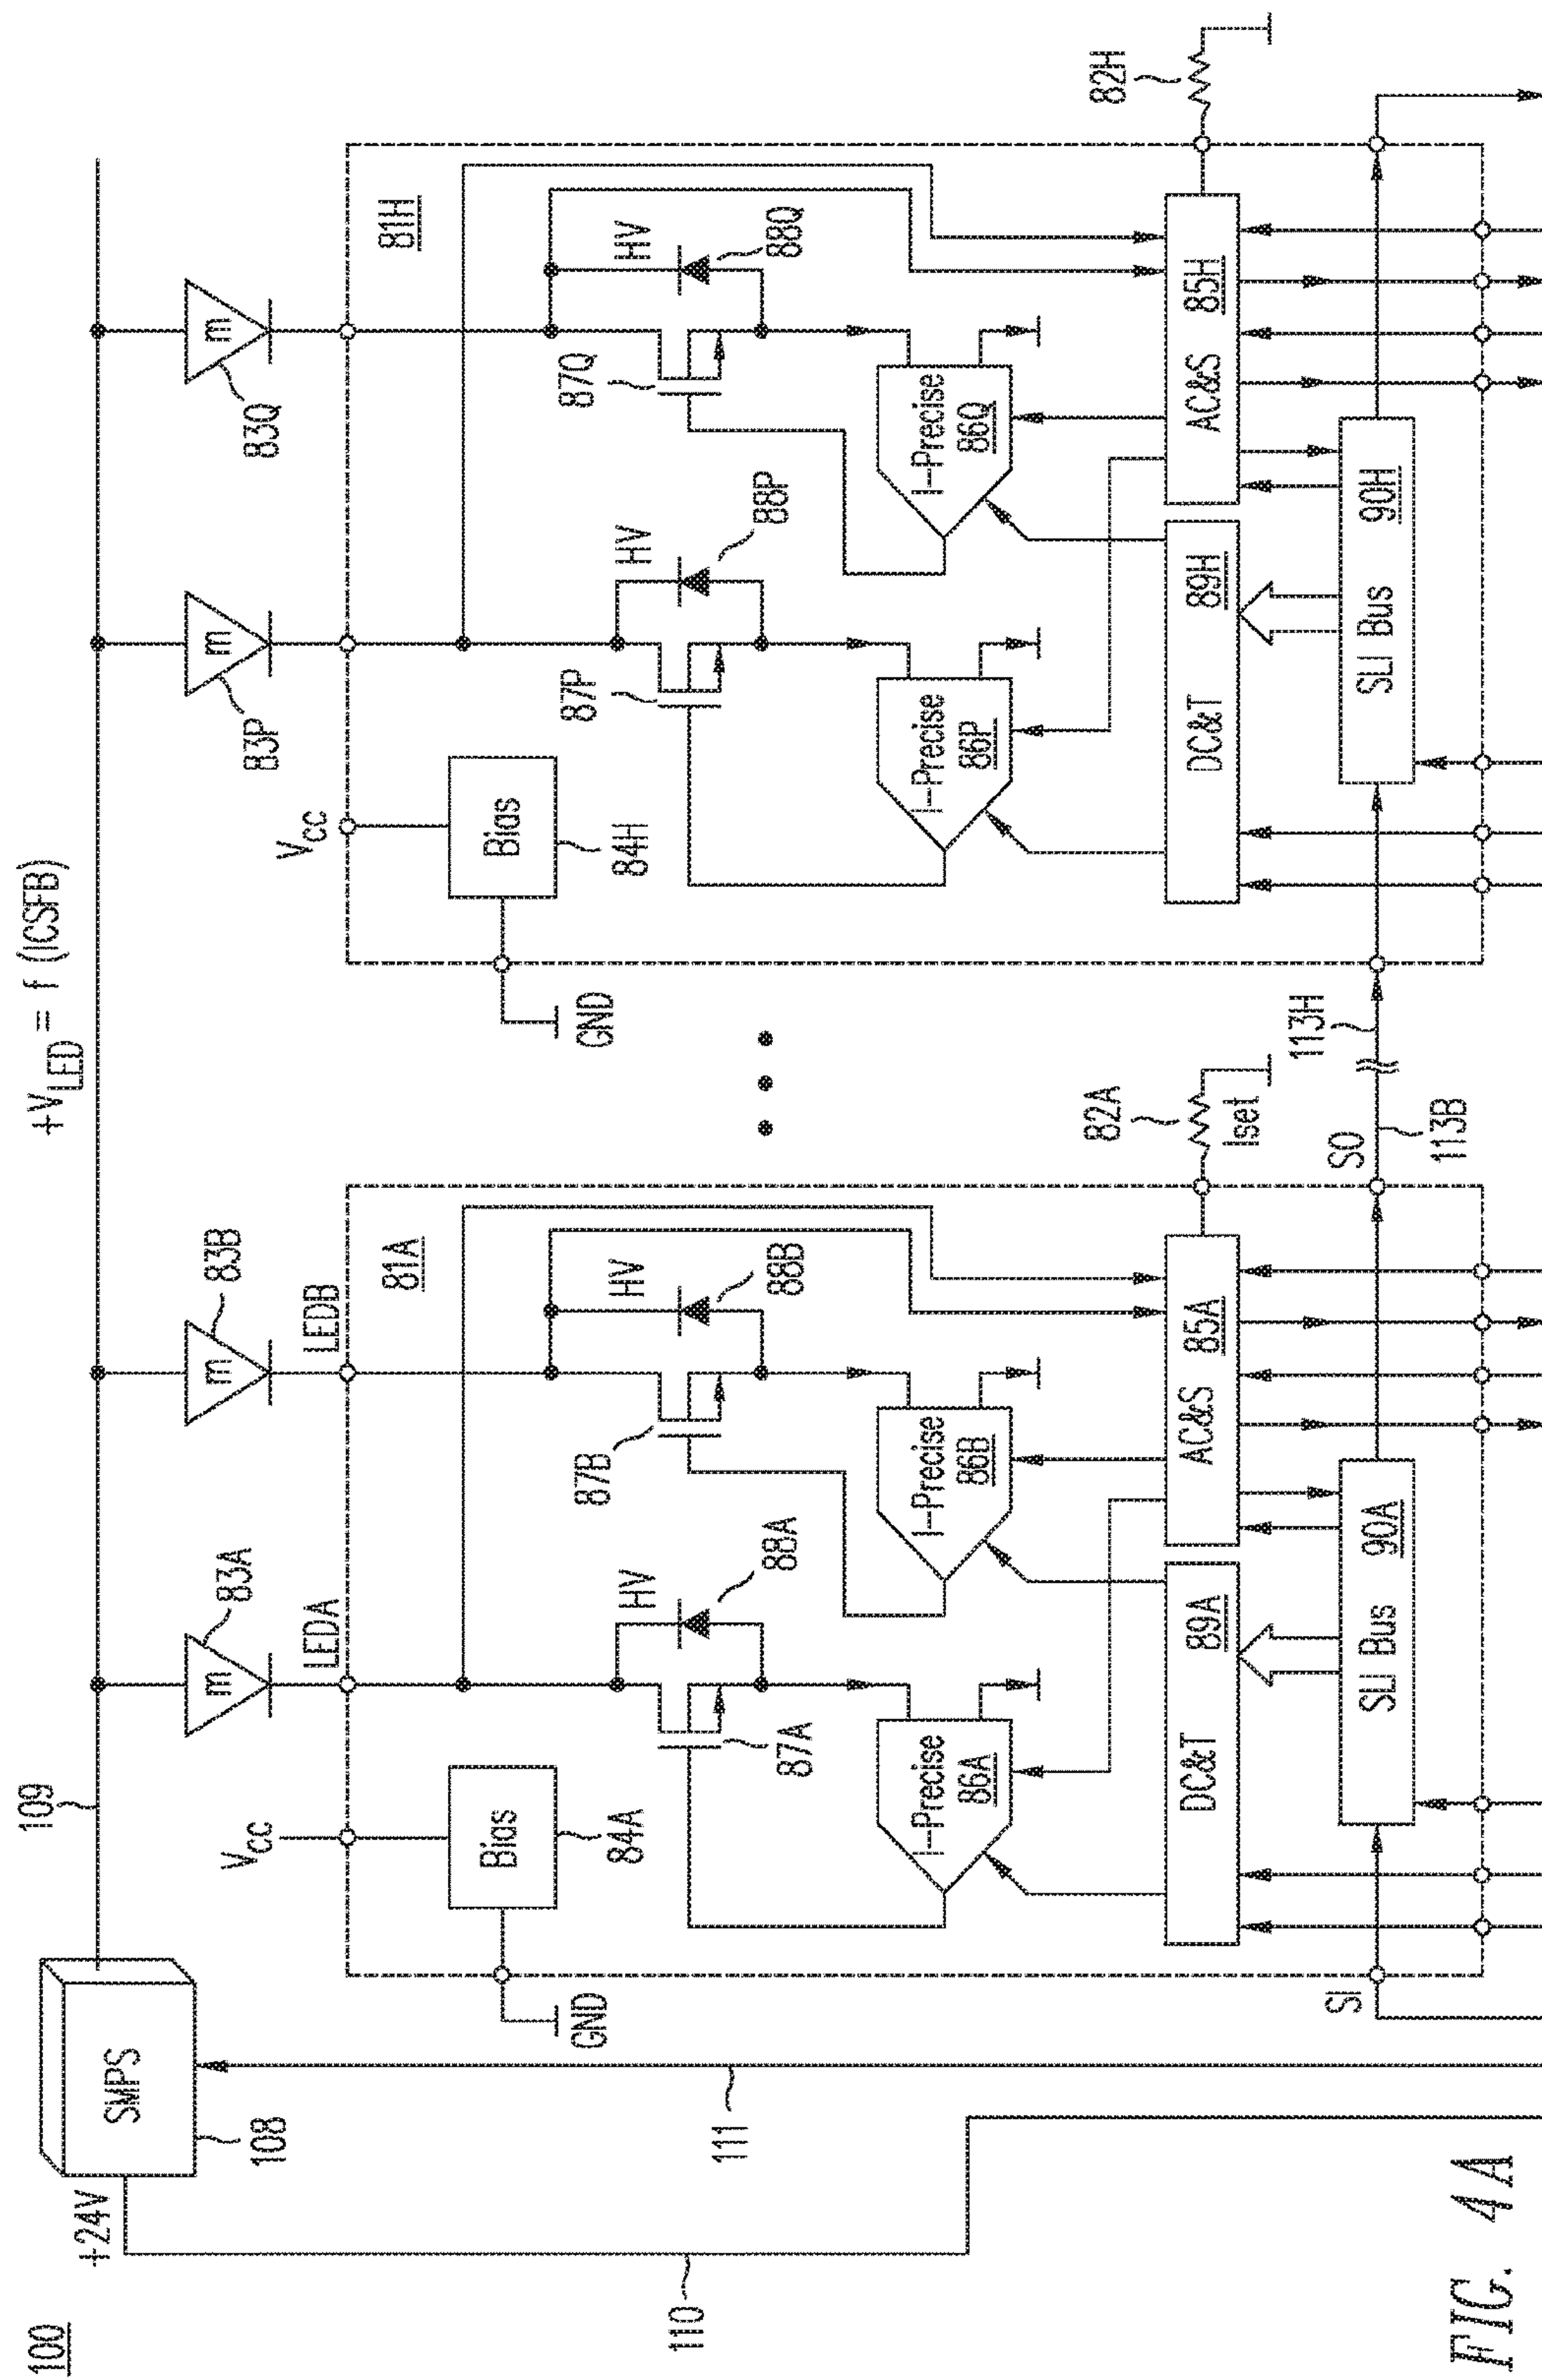 100
+24V
SMPS
108
109
+V_LED = f (ICSFB)
110
111
m
83A
m
83B
m
83P
m
83Q
LEDA
LEDB
V_CC
81A
V_CC
81H
Bias
84A
GND
Bias
84H
GND
HV
87A
88A
HV
87B
88B
HV
87P
88P
HV
87Q
88Q
I-Precise
86A
I-Precise
86B
I-Precise
86P
I-Precise
86Q
82A
Iset
82H
DC&T 89A
AC&S 85A
DC&T 89H
AC&S 85H
SI
SLI Bus 90A
SO
113B
113H
SLI Bus 90H
FIG. 4A